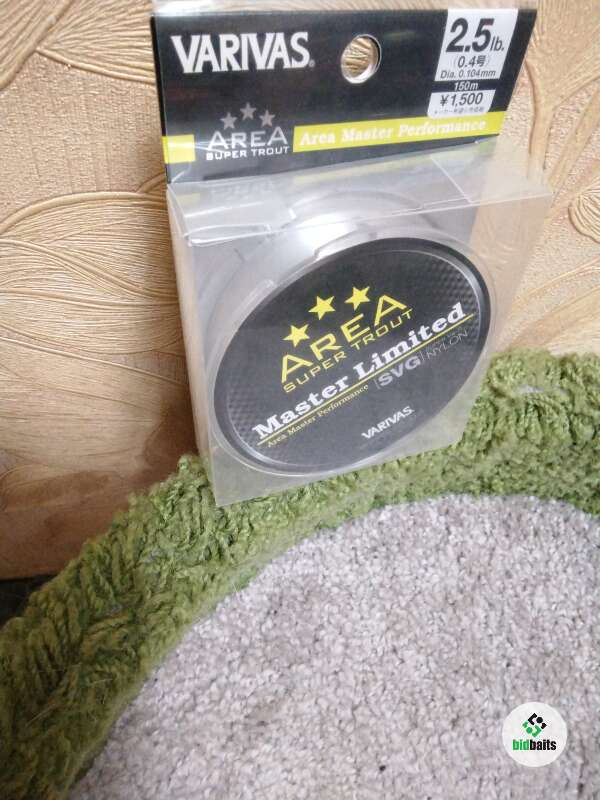 VARIVAS®
2.5lb.
(0.4号)
Dia. 0.104mm
150m
¥1,500
AREA
SUPER TROUT
Area Master Performance
AREA
SUPER TROUT
Master Limited
Area Master Performance
SVG
NYLON
VARIVAS®
bidbaits